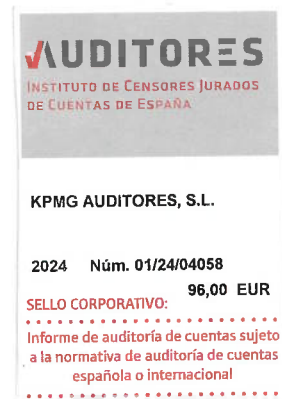 AUDITORES
INSTITUTO DE CENSORES JURADOS
DE CUENTAS DE ESPAÑA
KPMG AUDITORES, S.L.
2024 Núm. 01/24/04058
96,00 EUR
SELLO CORPORATIVO:
Informe de auditoría de cuentas sujeto
a la normativa de auditoría de cuentas
española o internacional